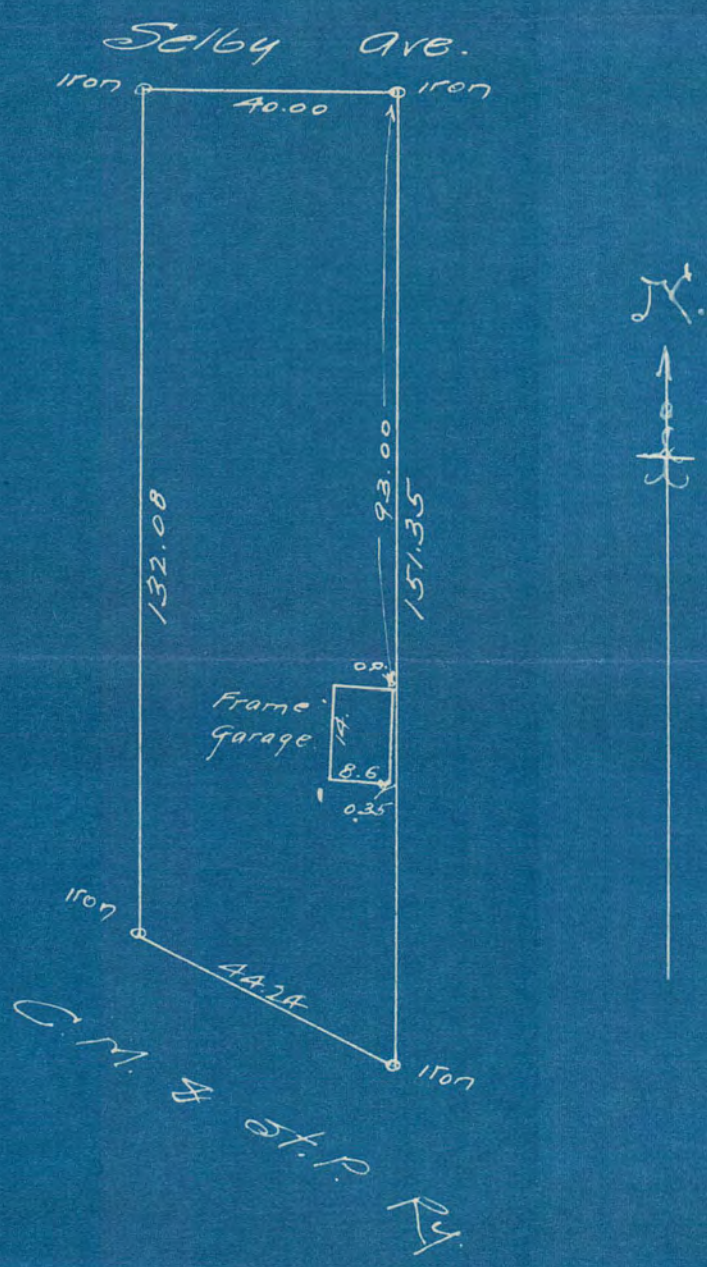 Selby Ave.
Iron
Iron
40.00
N.
93.00
132.08
151.35
0.0
Frame
Garage
14.
8.6
0.35
Iron
44.24
Iron
C. M. & St. P. Ry.